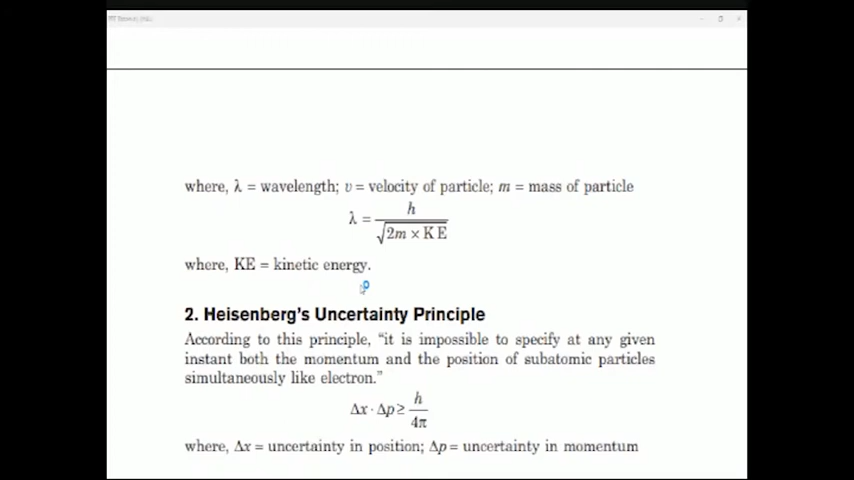 where, λ = wavelength; υ = velocity of particle; m = mass of particle
λ = h / √2m × K E
where, KE = kinetic energy.
2. Heisenberg's Uncertainty Principle
According to this principle, “it is impossible to specify at any given
instant both the momentum and the position of subatomic particles
simultaneously like electron.”
Δx · Δp ≥ h / 4π
where, Δx = uncertainty in position; Δp = uncertainty in momentum